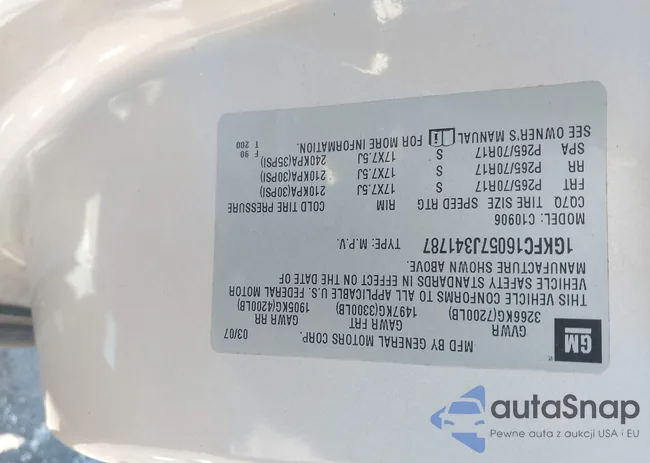 GM
MFD BY GENERAL MOTORS CORP.
03/07
GVWR GAWR FRT GAWR RR
3266KG(7200LB) 1497KG(3300LB) 1905KG(4200LB)
THIS VEHICLE CONFORMS TO ALL APPLICABLE U.S. FEDERAL MOTOR
VEHICLE SAFETY STANDARDS IN EFFECT ON THE DATE OF
MANUFACTURE SHOWN ABOVE.
1GKFC16057J341787 TYPE: M.P.V.
MODEL: C10906
CQ7Q TIRE SIZE SPEED RTG RIM COLD TIRE PRESSURE
FRT P265/70R17 S 17X7.5J 210KPA(30PSI)
RR P265/70R17 S 17X7.5J 210KPA(30PSI)
SPA P265/70R17 S 17X7.5J 240KPA(35PSI)
SEE OWNER'S MANUAL FOR MORE INFORMATION.
F 90
T 200
autaSnap
Pewne auta z aukcji USA i EU